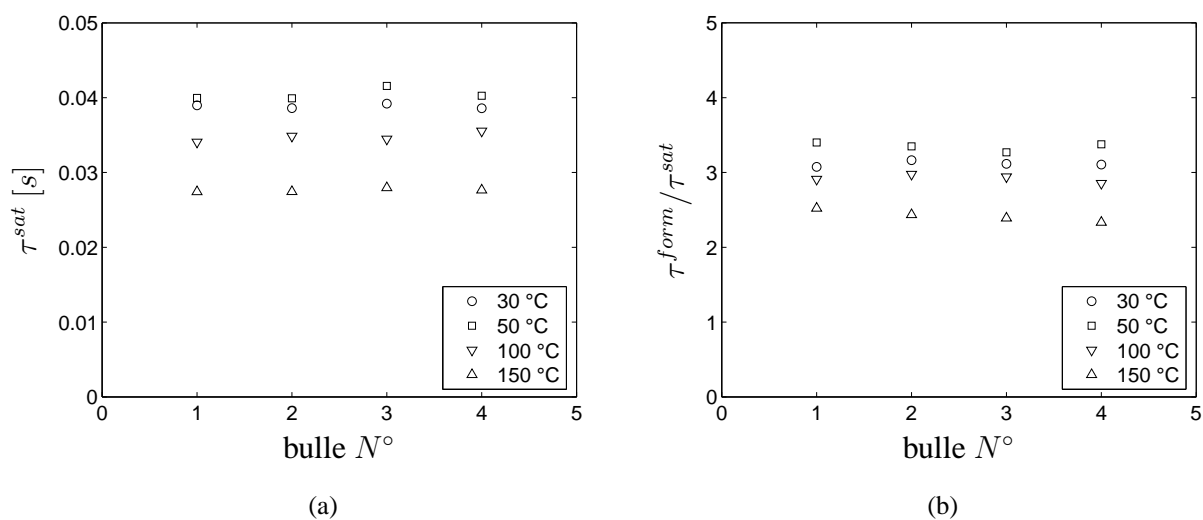 0.05
0.04
0.03
0.02
0.01
0
τ^{sat} [s]
0 1 2 3 4 5
bulle N°
30 °C
50 °C
100 °C
150 °C
(a)
5
4
3
2
1
0
τ^{form}/τ^{sat}
0 1 2 3 4 5
bulle N°
30 °C
50 °C
100 °C
150 °C
(b)